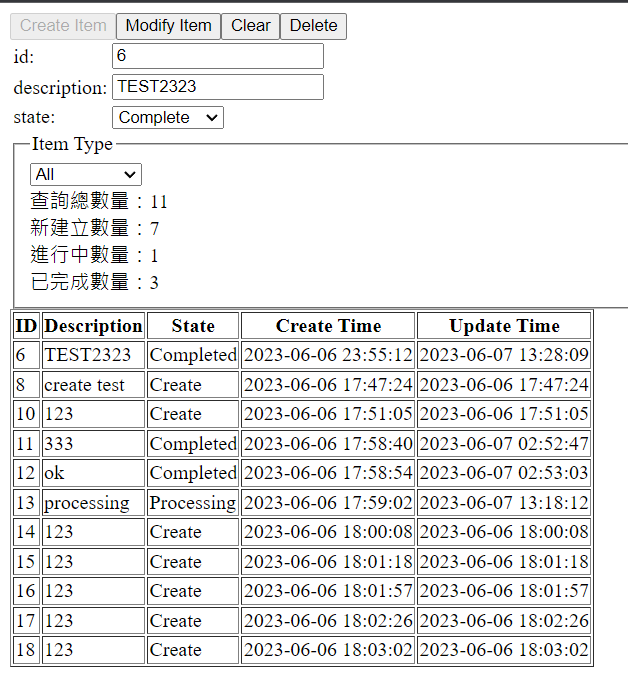 Create Item Modify Item Clear Delete
id: 6
description: TEST2323
state: Complete
Item Type
All
查詢總數量：11
新建立數量：7
進行中數量：1
已完成數量：3
ID Description State Create Time Update Time
6 TEST2323 Completed 2023-06-06 23:55:12 2023-06-07 13:28:09
8 create test Create 2023-06-06 17:47:24 2023-06-06 17:47:24
10 123 Create 2023-06-06 17:51:05 2023-06-06 17:51:05
11 333 Completed 2023-06-06 17:58:40 2023-06-07 02:52:47
12 ok Completed 2023-06-06 17:58:54 2023-06-07 02:53:03
13 processing Processing 2023-06-06 17:59:02 2023-06-07 13:18:12
14 123 Create 2023-06-06 18:00:08 2023-06-06 18:00:08
15 123 Create 2023-06-06 18:01:18 2023-06-06 18:01:18
16 123 Create 2023-06-06 18:01:57 2023-06-06 18:01:57
17 123 Create 2023-06-06 18:02:26 2023-06-06 18:02:26
18 123 Create 2023-06-06 18:03:02 2023-06-06 18:03:02